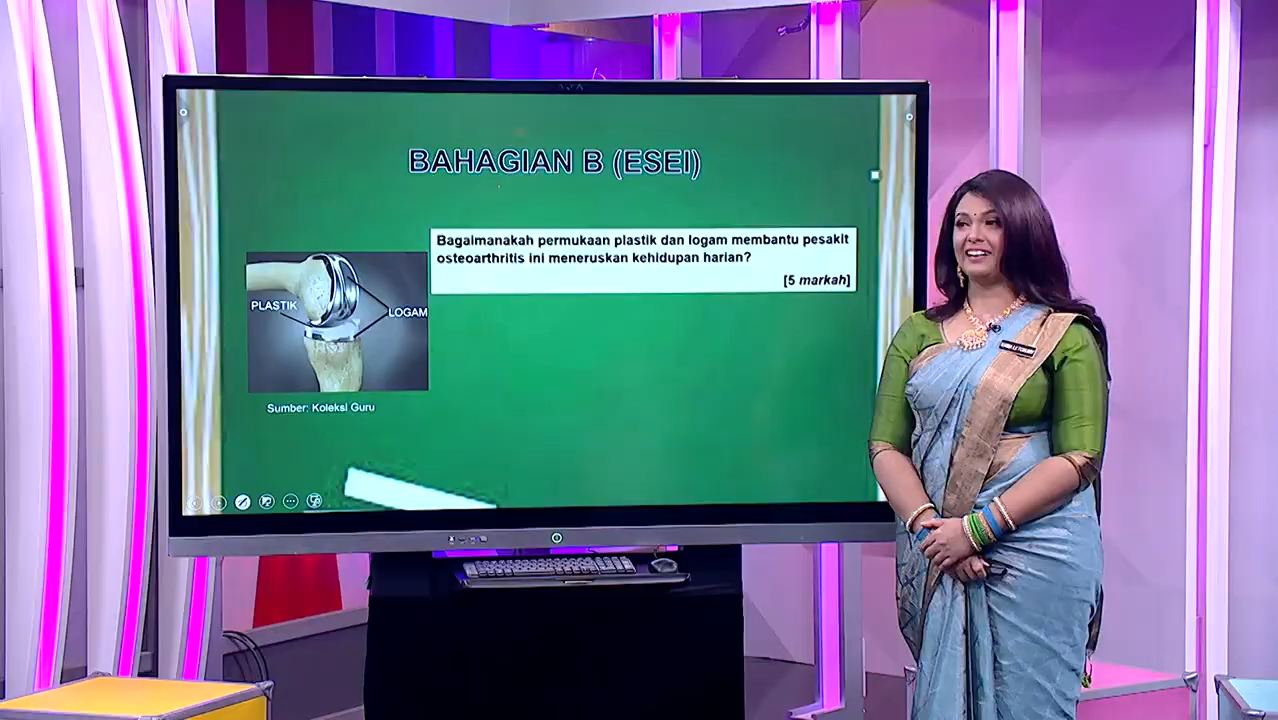 BAHAGIAN B (ESEI)
Bagaimanakah permukaan plastik dan logam membantu pesakit
osteoarthritis ini meneruskan kehidupan harian?
[5 markah]
PLASTIK
LOGAM
Sumber: Koleksi Guru